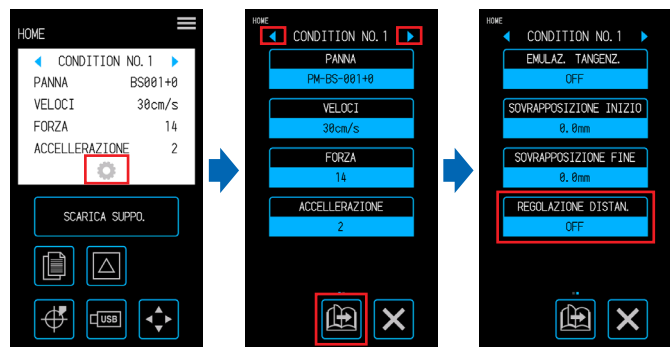 HOME
CONDITION NO.1
PANNA BS001+0
VELOCI 30cm/s
FORZA 14
ACCELLERAZIONE 2
SCARICA SUPPO.
USB
HOME
CONDITION NO.1
PANNA
PM-BS-001+0
VELOCI
30cm/s
FORZA
14
ACCELLERAZIONE
2
HOME
CONDITION NO.1
EMULAZ. TANGENZ.
OFF
SOVRAPPOSIZIONE INIZIO
0.0mm
SOVRAPPOSIZIONE FINE
0.0mm
REGOLAZIONE DISTAN.
OFF